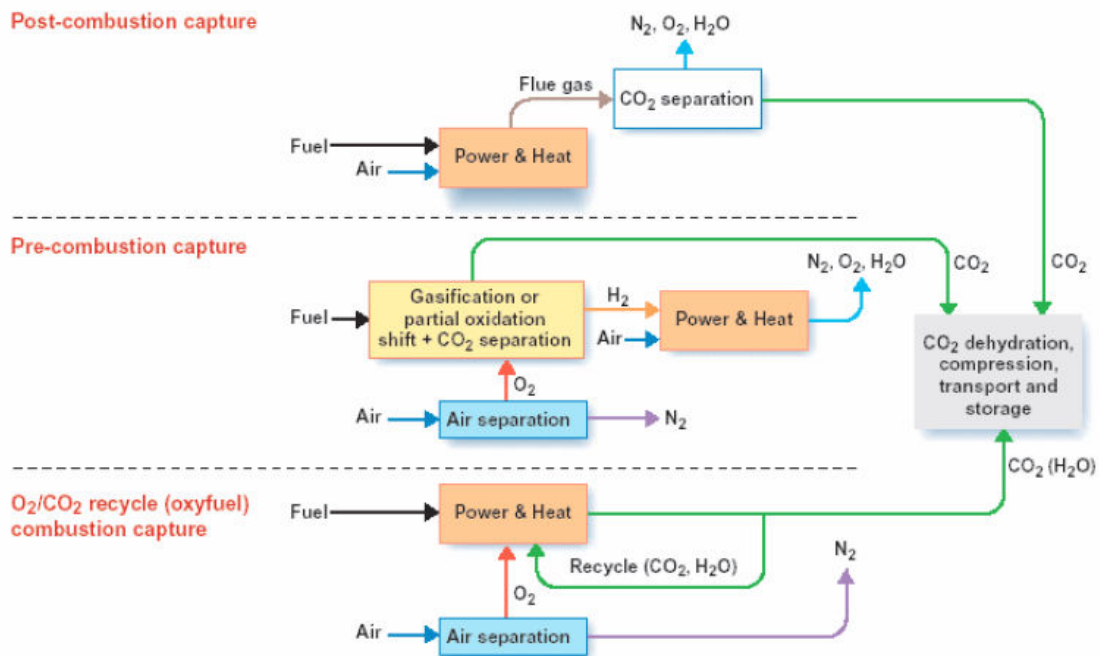 Post-combustion capture
N₂, O₂, H₂O
Flue gas
CO₂ separation
Fuel
Air
Power & Heat
Pre-combustion capture
N₂, O₂, H₂O
CO₂
CO₂
Gasification or
partial oxidation
shift + CO₂ separation
H₂
Fuel
Air
Power & Heat
CO₂ dehydration,
compression,
transport and
storage
O₂
Air
Air separation
N₂
CO₂ (H₂O)
O₂/CO₂ recycle (oxyfuel)
combustion capture
Fuel
Power & Heat
N₂
Recycle (CO₂, H₂O)
O₂
Air
Air separation